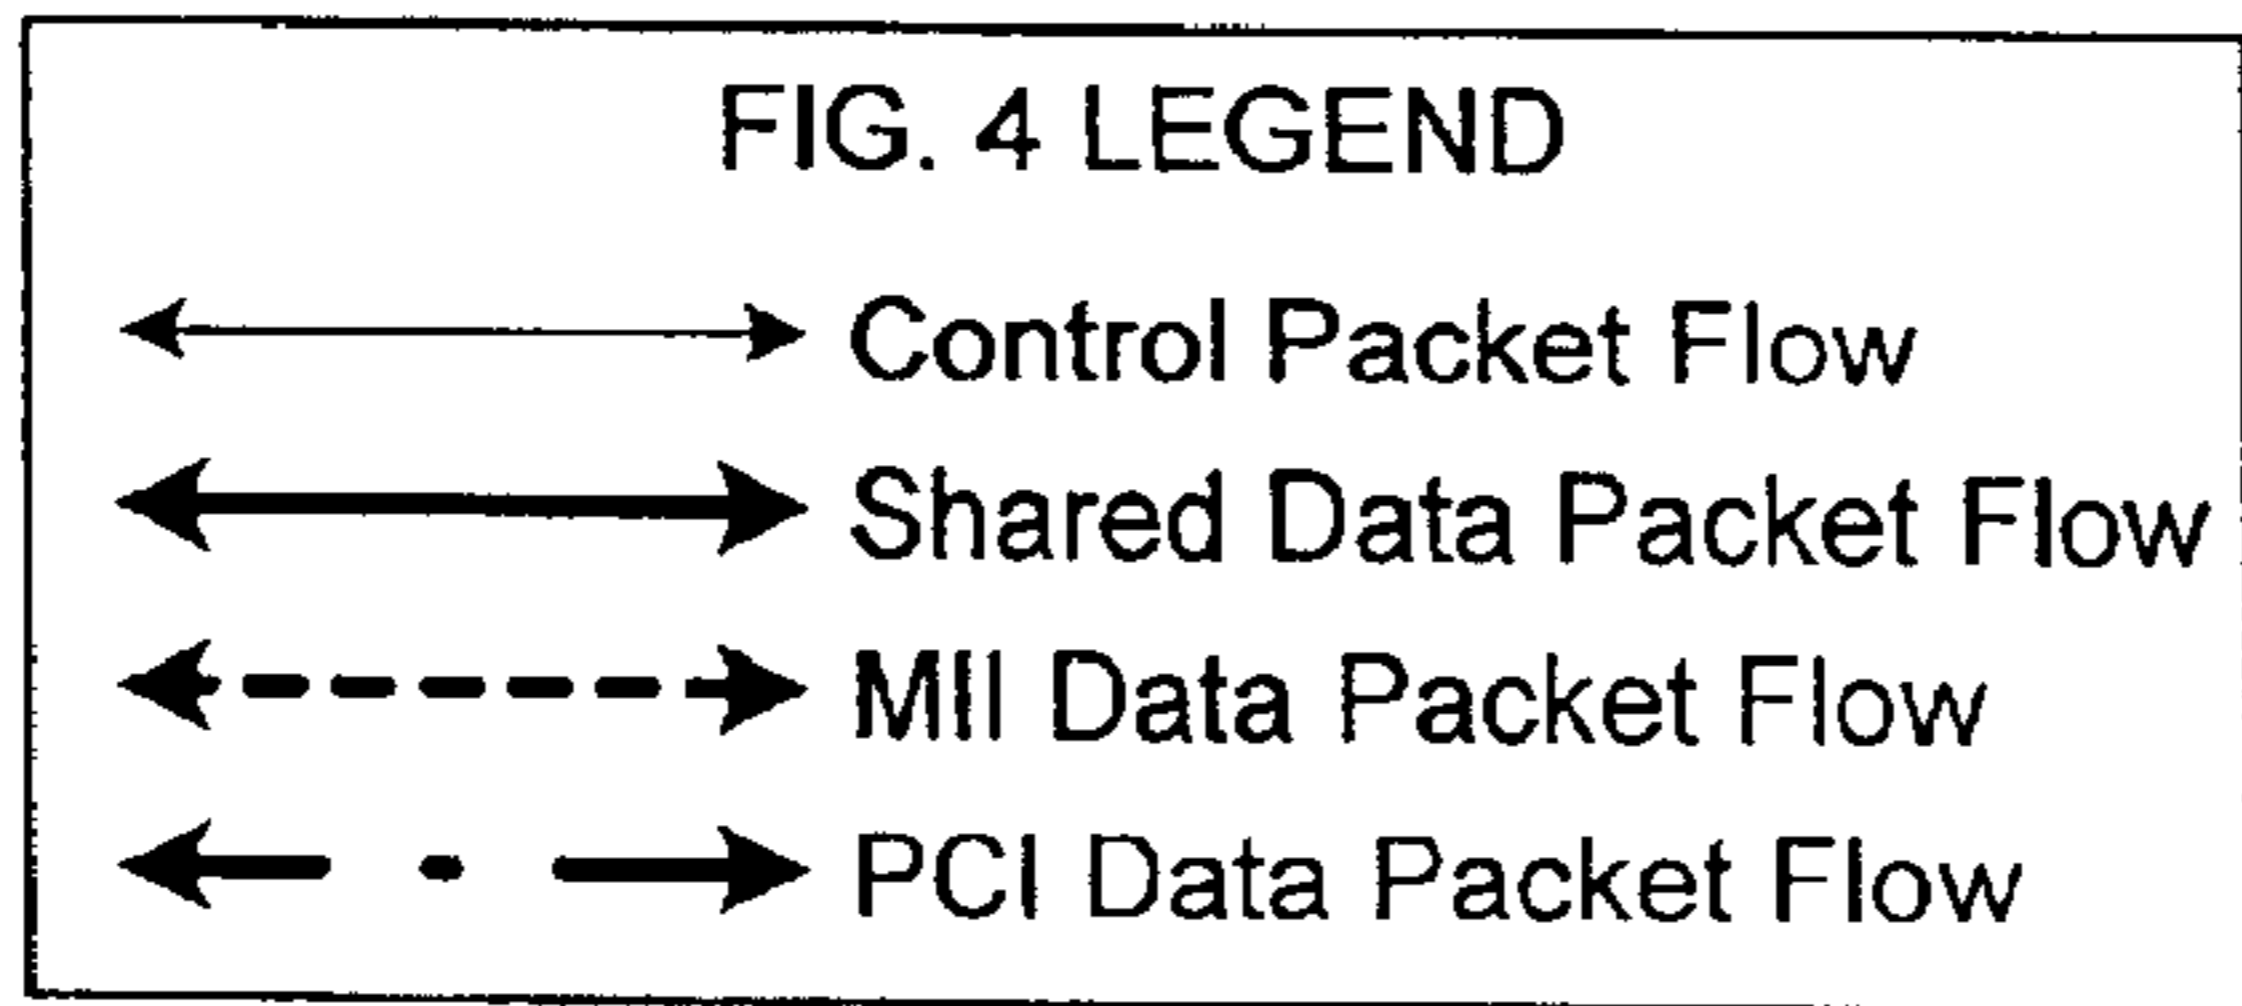 FIG. 4 LEGEND
Control Packet Flow
Shared Data Packet Flow
MII Data Packet Flow
PCI Data Packet Flow